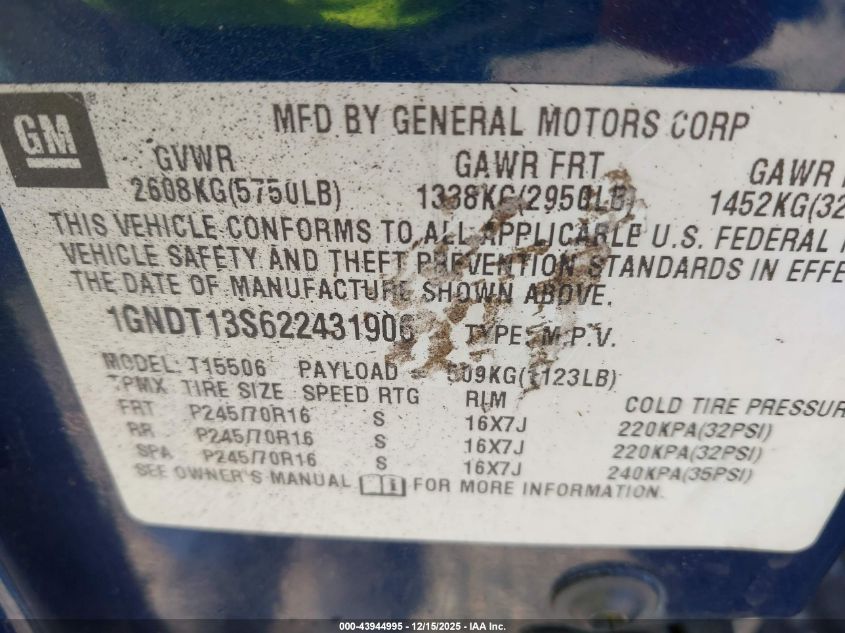 GM
MFD BY GENERAL MOTORS CORP
GVWR GAWR FRT GAWR
2608KG(5750LB) 1338KG(2950LB) 1452KG(32
THIS VEHICLE CONFORMS TO ALL APPLICABLE U.S. FEDERAL
VEHICLE SAFETY AND THEFT PREVENTION STANDARDS IN EFFE
THE DATE OF MANUFACTURE SHOWN ABOVE.
1GNDT13S622431906 TYPE: M.P.V.
MODEL: T15506 PAYLOAD = 509KG(1123LB)
TPMX TIRE SIZE SPEED RTG RIM COLD TIRE PRESSUR
FRT P245/70R16 S 16X7J 220KPA(32PSI)
RR P245/70R16 S 16X7J 220KPA(32PSI)
SPA P245/70R16 S 16X7J 240KPA(35PSI)
SEE OWNER'S MANUAL FOR MORE INFORMATION.
000-43944995 - 12/15/2025 - IAA Inc.